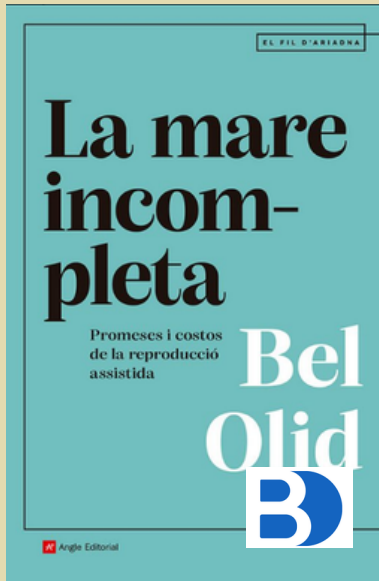 EL FIL D'ARIADNA
La mare
incom-
pleta
Promeses i costos
de la reproducció
assistida
Bel
Olid
B
Angle Editorial